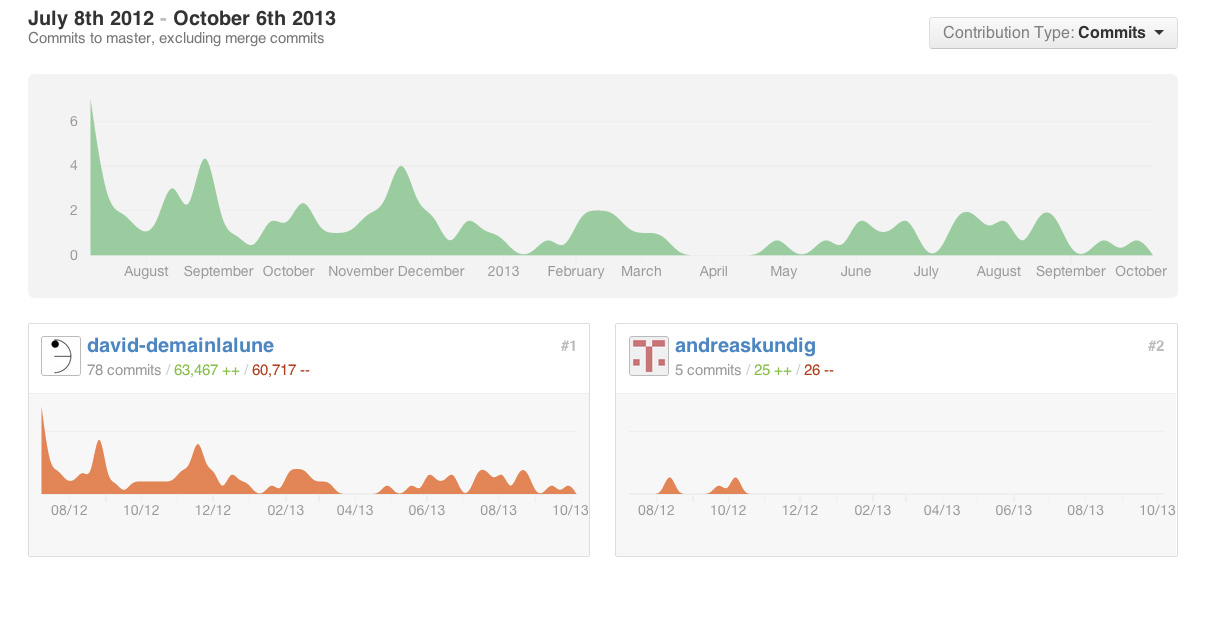 July 8th 2012 - October 6th 2013
Commits to master, excluding merge commits
Contribution Type: Commits
6
4
2
0
August September October November December 2013 February March April May June July August September October
david-demainlalune #1
78 commits / 63,467 ++ / 60,717 --
08/12 10/12 12/12 02/13 04/13 06/13 08/13 10/13
andreaskundig #2
5 commits / 25 ++ / 26 --
08/12 10/12 12/12 02/13 04/13 06/13 08/13 10/13